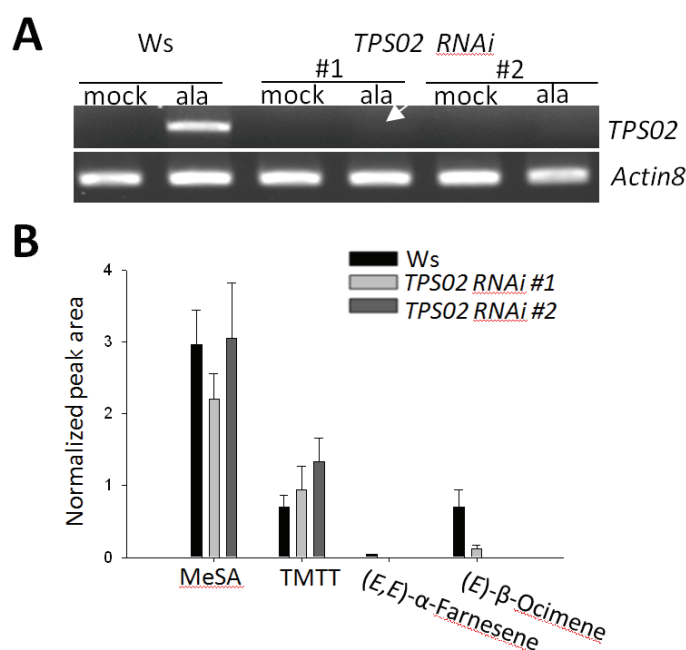 A
Ws TPS02 RNAi
#1 #2
mock ala mock ala mock ala
TPS02
Actin8
B
Ws
TPS02 RNAi #1
TPS02 RNAi #2
Normalized peak area
4
3
2
1
0
MeSA TMTT (E,E)-α-Farnesene (E)-β-Ocimene